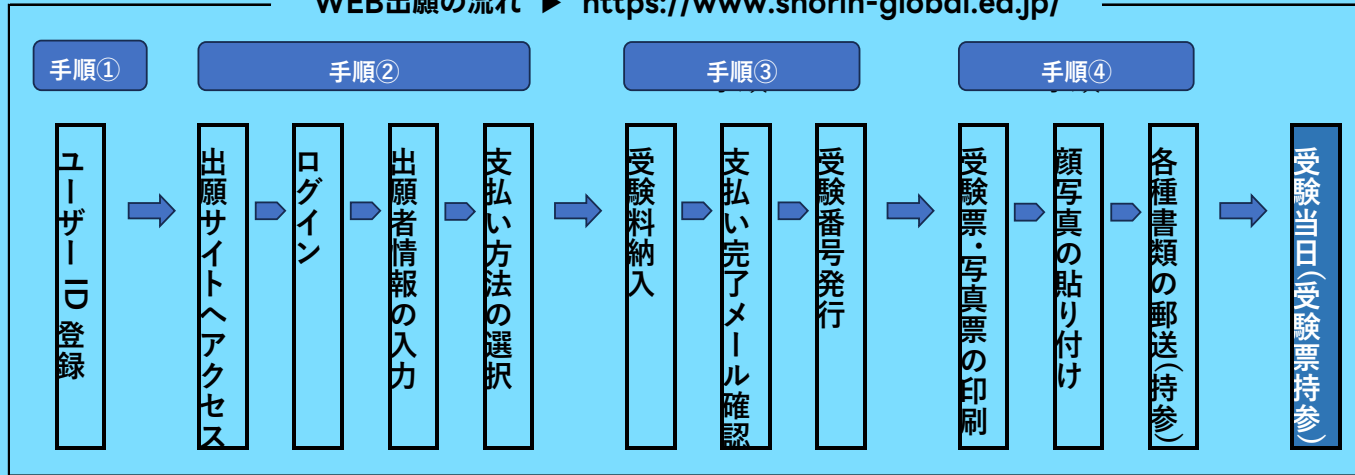 WEB出願の流れ ▶ https://www.shorin-global.ed.jp/
手順①
手順②
手順③
手順④
ユーザー ID 登録
出願サイトへアクセス
ログイン
出願者情報の入力
支払い方法の選択
受験料納入
支払い完了メール確認
受験番号発行
受験票・写真票の印刷
顔写真の貼り付け
各種書類の郵送(持参)
受験当日(受験票持参)